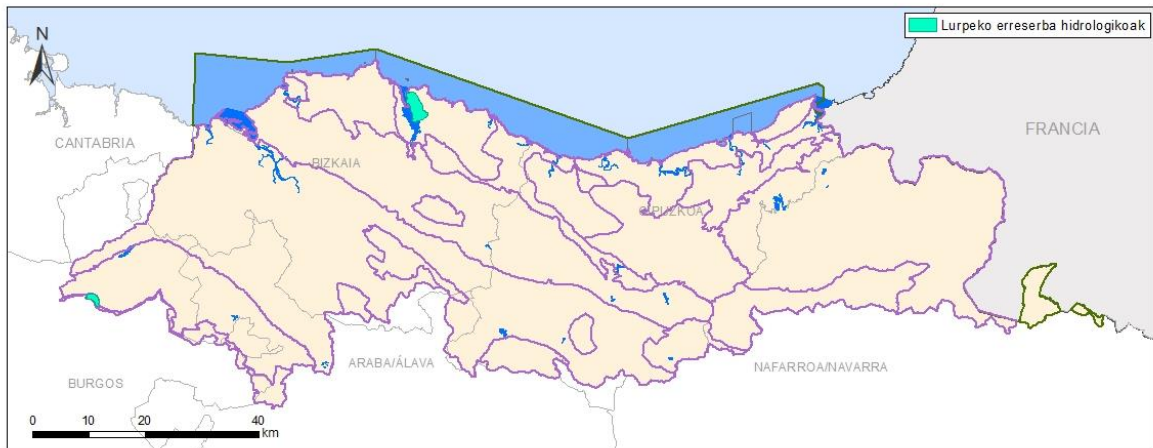 Lurpeko erreserba hidrologikoak
N
CANTABRIA
FRANCIA
BIZKAIA
GIPUZKOA
ARABA/ÁLAVA
NAFARROA/NAVARRA
BURGOS
0 10 20 40
km